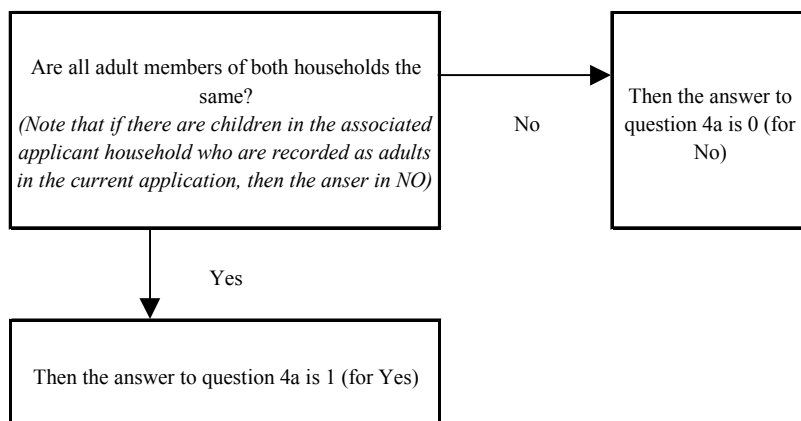 Are all adult members of both households the
same?
(Note that if there are children in the associated
applicant household who are recorded as adults
in the current application, then the anser in NO)
No
Then the answer to
question 4a is 0 (for
No)
Yes
Then the answer to question 4a is 1 (for Yes)